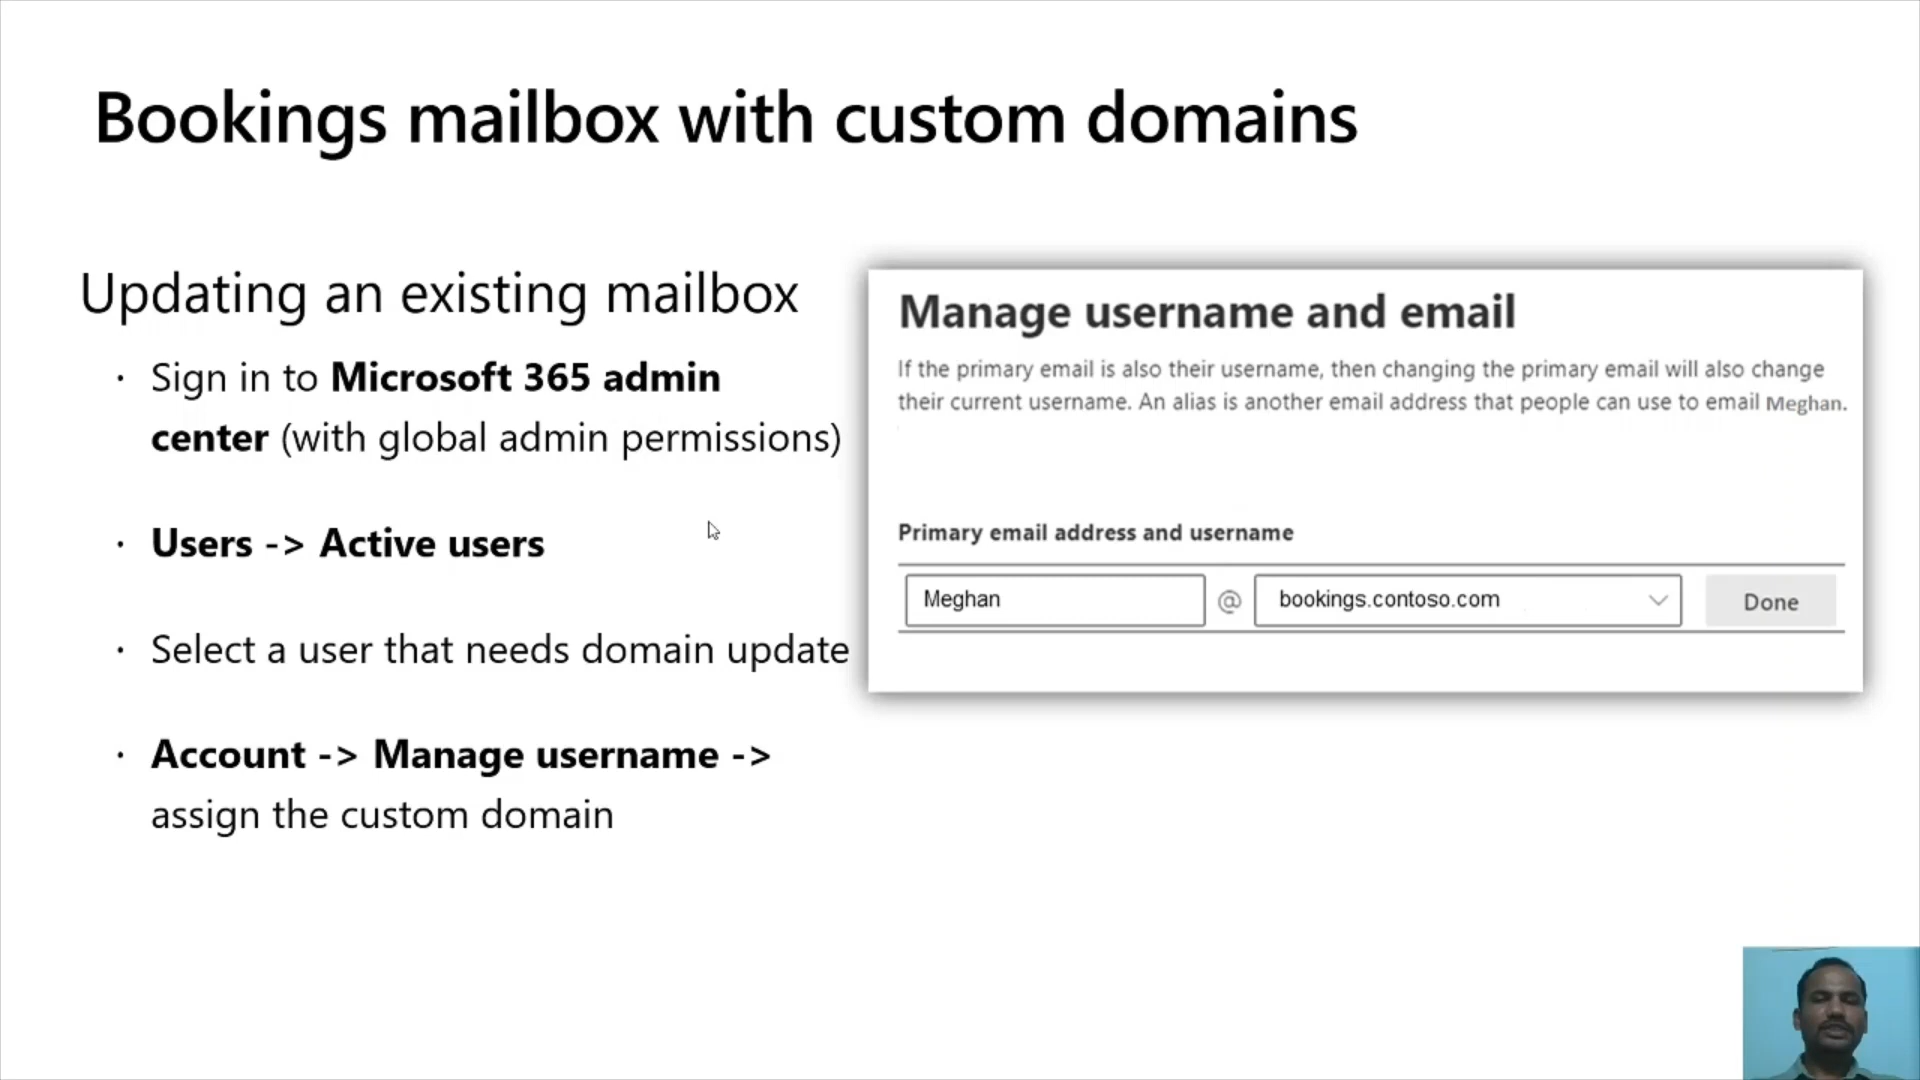 Bookings mailbox with custom domains
Updating an existing mailbox
· Sign in to Microsoft 365 admin
center (with global admin permissions)
· Users -> Active users
· Select a user that needs domain update
· Account -> Manage username ->
assign the custom domain
Manage username and email
If the primary email is also their username, then changing the primary email will also change
their current username. An alias is another email address that people can use to email Meghan.
Primary email address and username
Meghan @ bookings.contoso.com Done